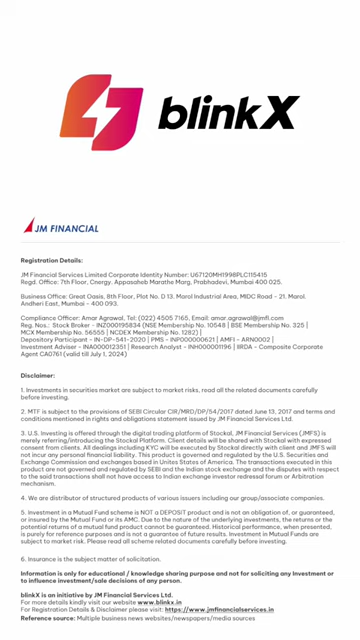 blinkX
JM FINANCIAL
Registration Details:
JM Financial Services Limited Corporate Identity Number: U67120MH1998PLC115415
Regd. Office: 7th Floor, Cnergy. Appasaheb Marathe Marg, Prabhadevi, Mumbai 400 025.
Business Office: Great Oasis, 8th Floor, Plot No. D 13. Marol Industrial Area, MIDC Road - 21. Marol.
Andheri East, Mumbai - 400 093.
Compliance Officer: Amar Agrawal, Tel: (022) 4505 7165, Email: amar.agrawal@jmfl.com
Reg. Nos.: Stock Broker - INZ000195834 (NSE Membership No. 10548 | BSE Membership No. 325 |
MCX Membership No. 56555 | NCDEX Membership No. 1282) |
Depository Participant - IN-DP-541-2020 | PMS - INP000000621 | AMFI - ARN0002 |
Investment Adviser - INA000012351 | Research Analyst - INH000001196 | IRDA - Composite Corporate
Agent CA0761 (valid till July 1, 2024)
Disclaimer:
1. Investments in securities market are subject to market risks, read all the related documents carefully
before investing.
2. MTF is subject to the provisions of SEBI Circular CIR/MRD/DP/54/2017 dated June 13, 2017 and terms and
conditions mentioned in rights and obligations statement issued by JM Financial Services Ltd.
3. U.S. Investing is offered through the digital trading platform of Stockal, JM Financial Services (JMFS) is
merely referring/introducing the Stockal Platform. Client details will be shared with Stockal with expressed
consent from clients. All dealings including KYC will be executed by Stockal directly with client and JMFS will
not incur any personal financial liability. This product is governed and regulated by the U.S. Securities and
Exchange Commission and exchanges based in Unites States of America. The transactions executed in this
product are not governed and regulated by SEBI and the Indian stock exchange and the disputes with respect
to the said transactions shall not have access to Indian exchange investor redressal forum or Arbitration
mechanism.
4. We are distributor of structured products of various issuers including our group/associate companies.
5. Investment in a Mutual Fund scheme is NOT a DEPOSIT product and is not an obligation of, or guaranteed,
or insured by the Mutual Fund or its AMC. Due to the nature of the underlying investments, the returns or the
potential returns of a mutual fund product cannot be guaranteed. Historical performance, when presented,
is purely for reference purposes and is not a guarantee of future results. Investment in Mutual Funds are
subject to market risk. Please read all scheme related documents carefully before investing.
6. Insurance is the subject matter of solicitation.
Information is only for educational / knowledge sharing purpose and not for soliciting any Investment or
to influence investment/sale decisions of any person.
blinkX is an initiative by JM Financial Services Ltd.
For more details kindly visit our website www.blinkx.in
For Registration Details & Disclaimer please visit: https://www.jmfinancialservices.in
Reference source: Multiple business news websites/newspapers/media sources